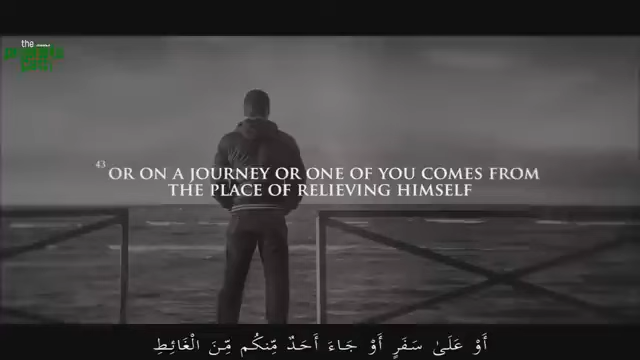 the
43 OR ON A JOURNEY OR ONE OF YOU COMES FROM
THE PLACE OF RELIEVING HIMSELF
أَوْ عَلَىٰ سَفَرٍ أَوْ جَاءَ أَحَدٌ مِّنكُم مِّنَ الْغَائِطِ